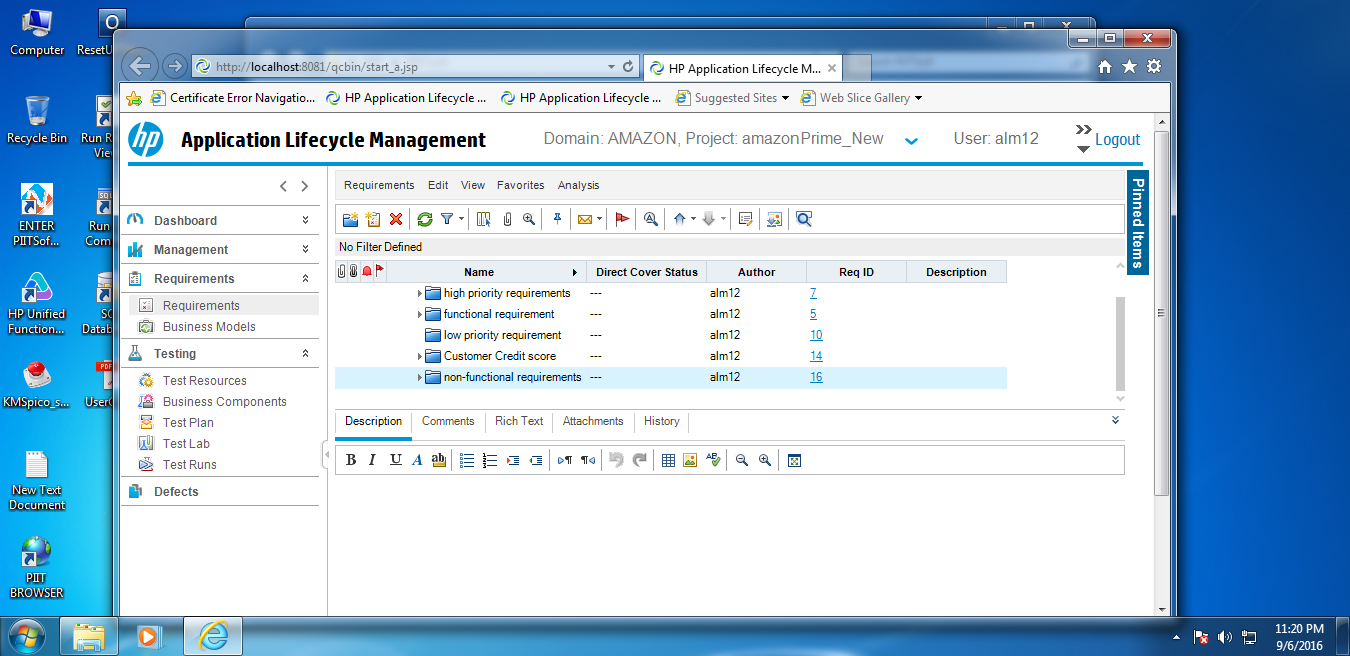 Computer
ResetU
Recycle Bin
Run R
Vie
ENTER
PIITSof...
SQL
Run
Com
HP Unified
Function...
Datab
KMSpico_s...
PDF
User
New Text
Document
PIIT
BROWSER
http://localhost:8081/qcbin/start_a.jsp
HP Application Lifecycle M...
Certificate Error Navigatio...
HP Application Lifecycle ...
HP Application Lifecycle ...
Suggested Sites
Web Slice Gallery
hp
Application Lifecycle Management
Domain: AMAZON, Project: amazonPrime_New
User: alm12
Logout
Pinned Items
Dashboard
Management
Requirements
Requirements
Business Models
Testing
Test Resources
Business Components
Test Plan
Test Lab
Test Runs
Defects
Requirements Edit View Favorites Analysis
No Filter Defined
Name Direct Cover Status Author Req ID Description
high priority requirements --- alm12 7
functional requirement --- alm12 5
low priority requirement --- alm12 10
Customer Credit score --- alm12 14
non-functional requirements --- alm12 16
Description Comments Rich Text Attachments History
B I U A ab
11:20 PM
9/6/2016